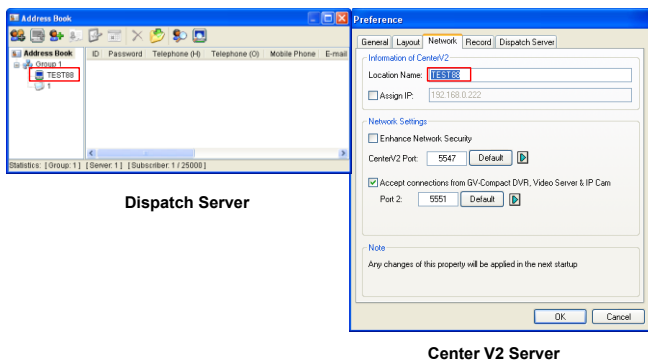 Address Book
Address Book
ID Password Telephone (H) Telephone (O) Mobile Phone E-mail
Group 1
TEST88
1
Statistics: [ Group: 1 ] [ Server: 1 ] [ Subscriber: 1 / 25000 ]
Dispatch Server
Preference
General Layout Network Record Dispatch Server
Information of CenterV2
Location Name: TEST88
Assign IP: 192.168.0.222
Network Settings
Enhance Network Security
CenterV2 Port: 5547 Default
Accept connections from GV-Compact DVR, Video Server & IP Cam
Port 2: 5551 Default
Note
Any changes of this property will be applied in the next startup
OK Cancel
Center V2 Server